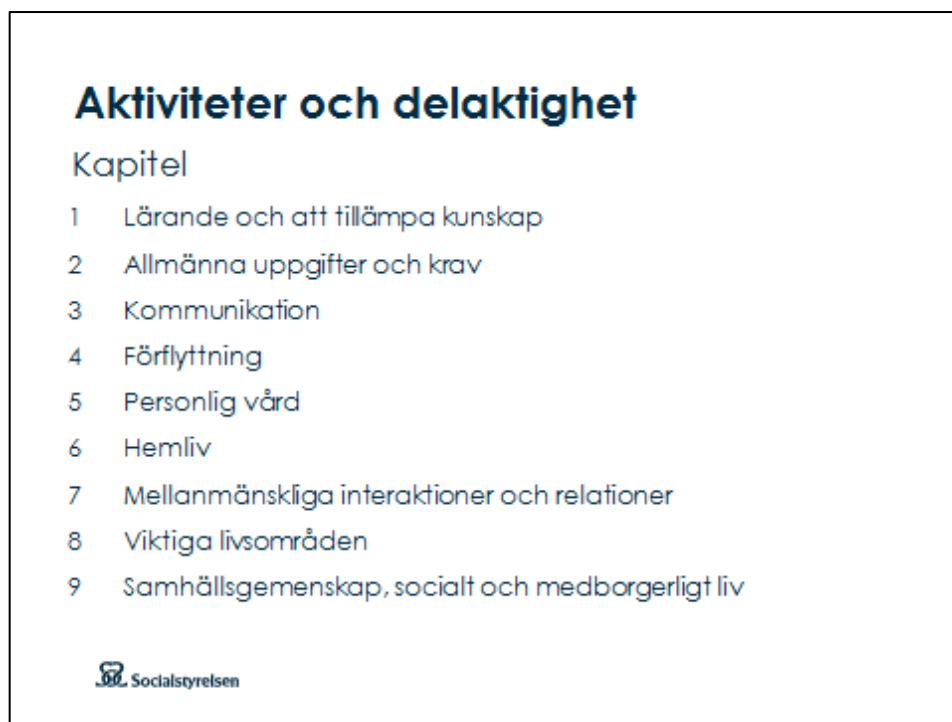 Aktiviteter och delaktighet
Kapitel
1 Lärande och att tillämpa kunskap
2 Allmänna uppgifter och krav
3 Kommunikation
4 Förflyttning
5 Personlig vård
6 Hemliv
7 Mellanmänskliga interaktioner och relationer
8 Viktiga livsområden
9 Samhällsgemenskap, socialt och medborgerligt liv
Socialstyrelsen